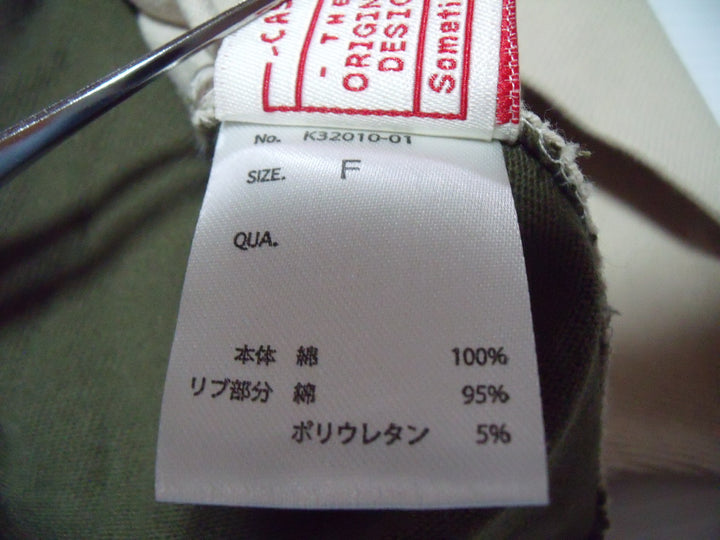 -CAS
- THE
ORIGIN
DESIG
Someti
No. K32010-01
SIZE. F
QUA.
本体 綿 100%
リブ部分 綿 95%
ポリウレタン 5%